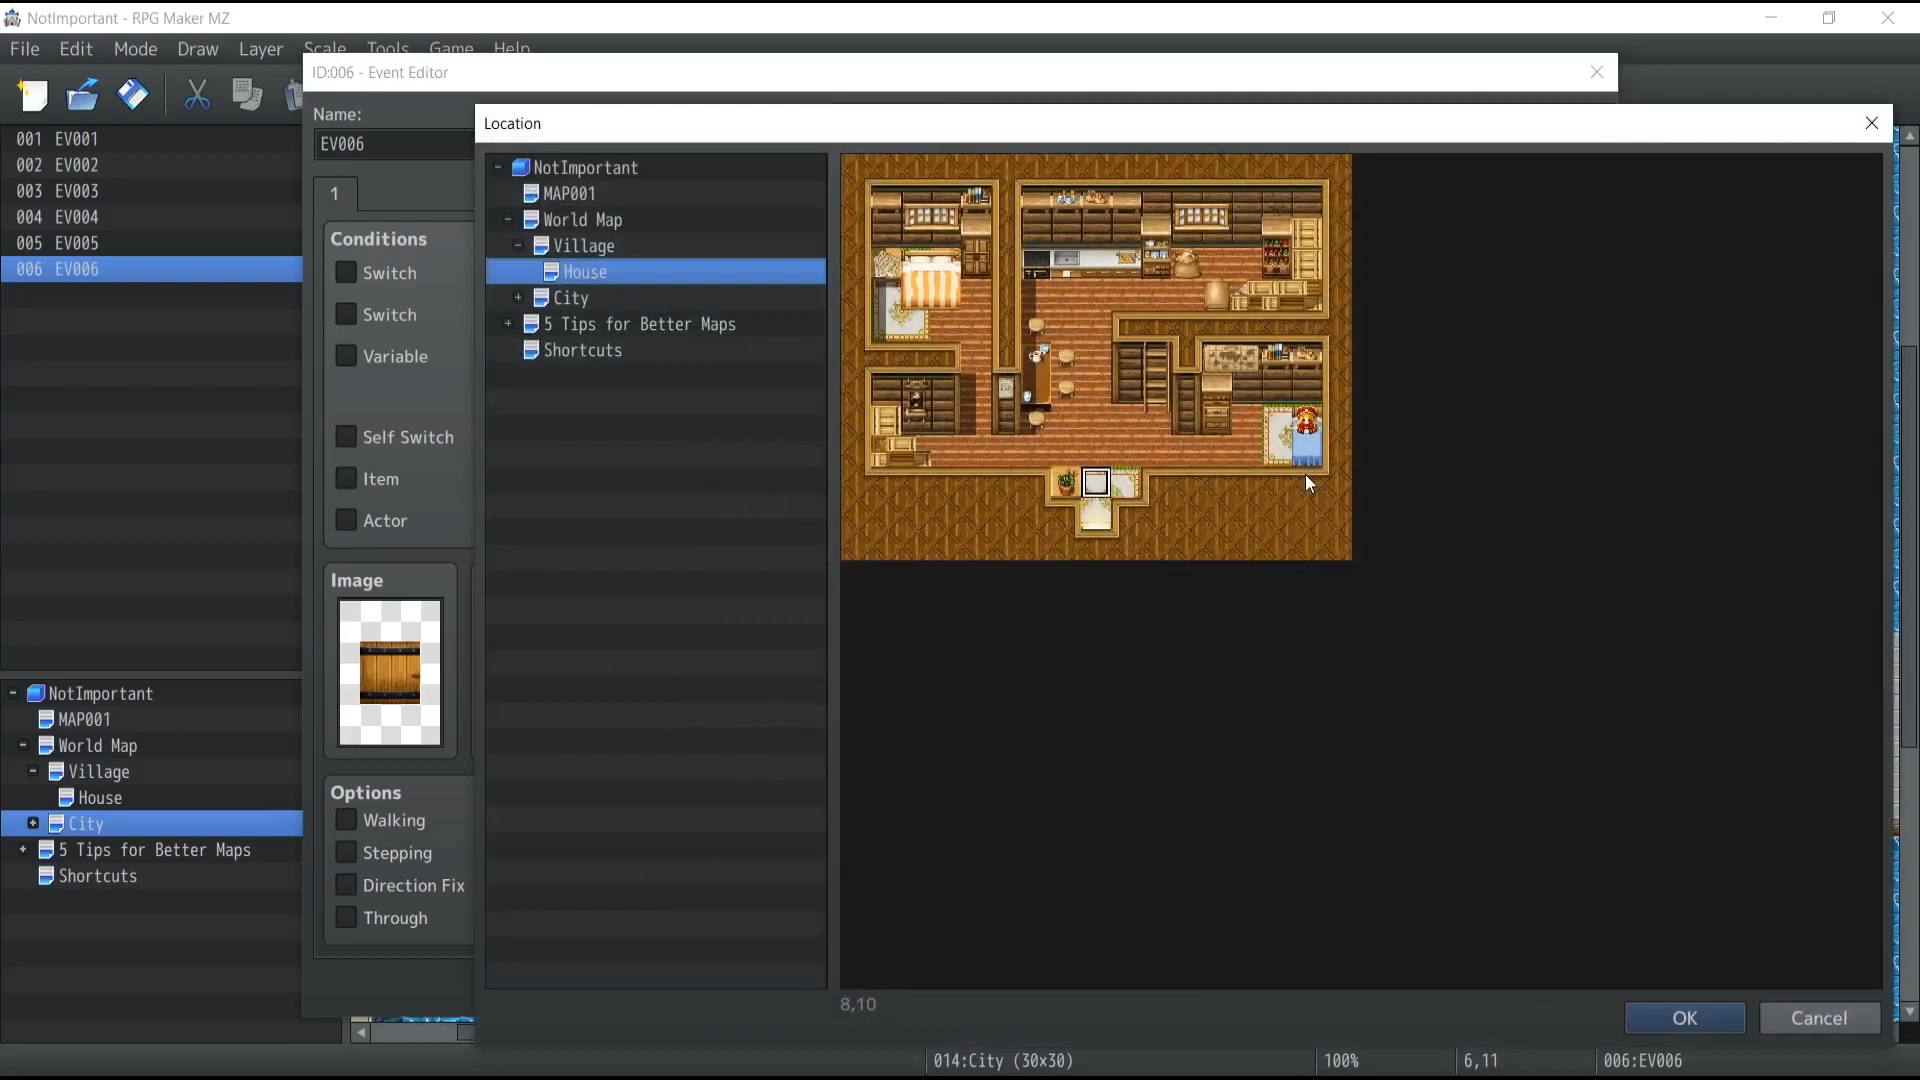 NotImportant - RPG Maker MZ
File Edit Mode Draw Layer Scale Tools Game Help
ID:006 - Event Editor
Name:
EV006
1
Conditions
Switch
Switch
Variable
Self Switch
Item
Actor
Image
Options
Walking
Stepping
Direction Fix
Through
001 EV001
002 EV002
003 EV003
004 EV004
005 EV005
006 EV006
NotImportant
MAP001
World Map
Village
House
City
5 Tips for Better Maps
Shortcuts
Location
NotImportant
MAP001
World Map
Village
House
City
5 Tips for Better Maps
Shortcuts
8,10
OK
Cancel
014:City (30x30)
100%
6,11
006:EV006